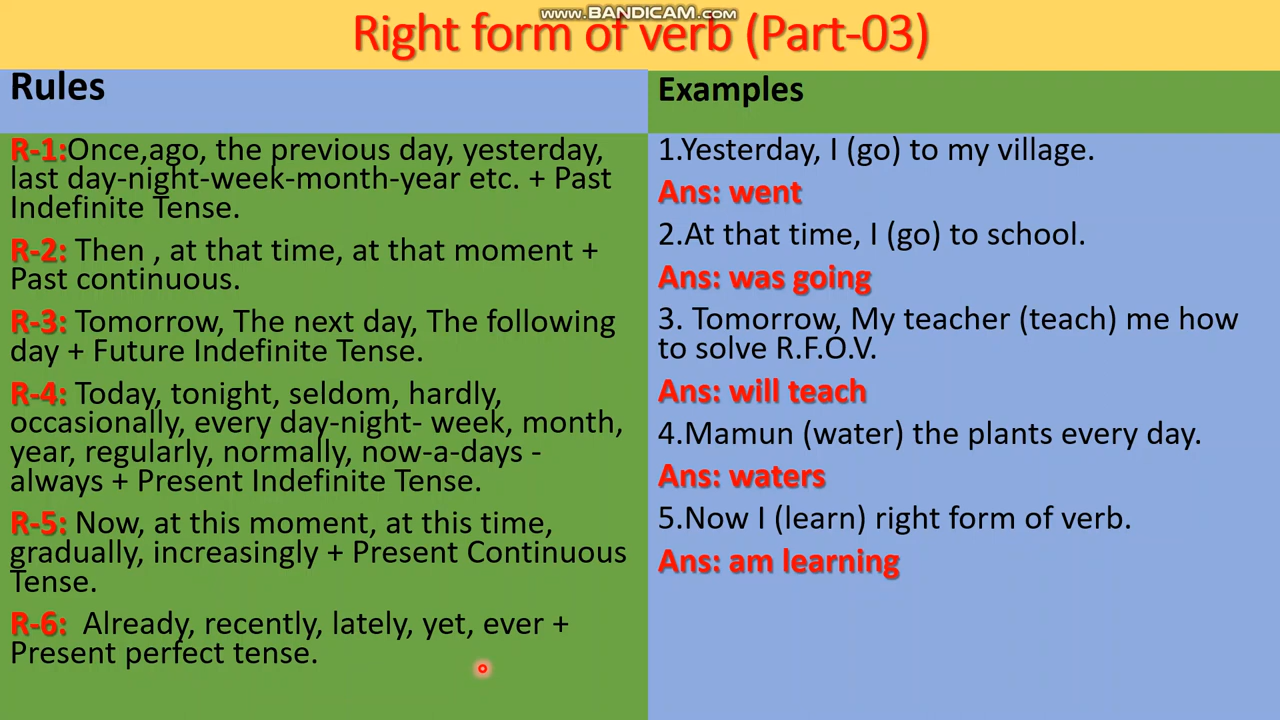 www.BANDICAM.com
Right form of verb (Part-03)
Rules
R-1:Once,ago, the previous day, yesterday,
last day-night-week-month-year etc. + Past
Indefinite Tense.
R-2: Then , at that time, at that moment +
Past continuous.
R-3: Tomorrow, The next day, The following
day + Future Indefinite Tense.
R-4: Today, tonight, seldom, hardly,
occasionally, every day-night- week, month,
year, regularly, normally, now-a-days -
always + Present Indefinite Tense.
R-5: Now, at this moment, at this time,
gradually, increasingly + Present Continuous
Tense.
R-6:  Already, recently, lately, yet, ever +
Present perfect tense.
Examples
1.Yesterday, I (go) to my village.
Ans: went
2.At that time, I (go) to school.
Ans: was going
3. Tomorrow, My teacher (teach) me how
to solve R.F.O.V.
Ans: will teach
4.Mamun (water) the plants every day.
Ans: waters
5.Now I (learn) right form of verb.
Ans: am learning